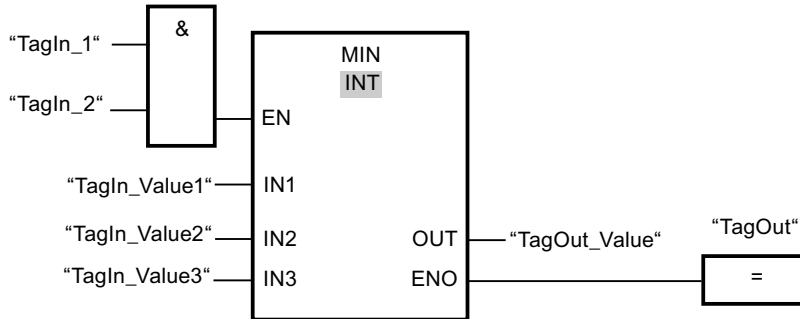 &
“TagIn_1“
“TagIn_2“
MIN
INT
EN
“TagIn_Value1“ IN1
“TagIn_Value2“ IN2 OUT “TagOut_Value“
“TagIn_Value3“ IN3 ENO
“TagOut“
=